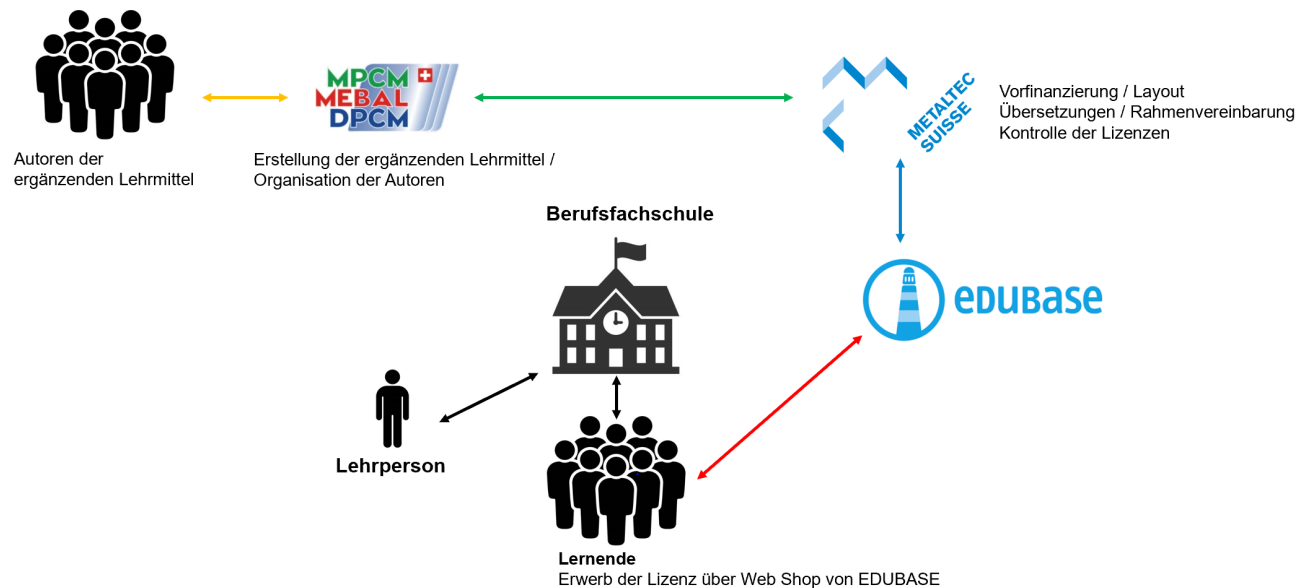 MPCM
MEBAL
DPCM
METALTEC
SUISSE
Vorfinanzierung / Layout
Übersetzungen / Rahmenvereinbarung
Kontrolle der Lizenzen
Autoren der
ergänzenden Lehrmittel
Erstellung der ergänzenden Lehrmittel /
Organisation der Autoren
Berufsfachschule
eDUBase
Lehrperson
Lernende
Erwerb der Lizenz über Web Shop von EDUBASE